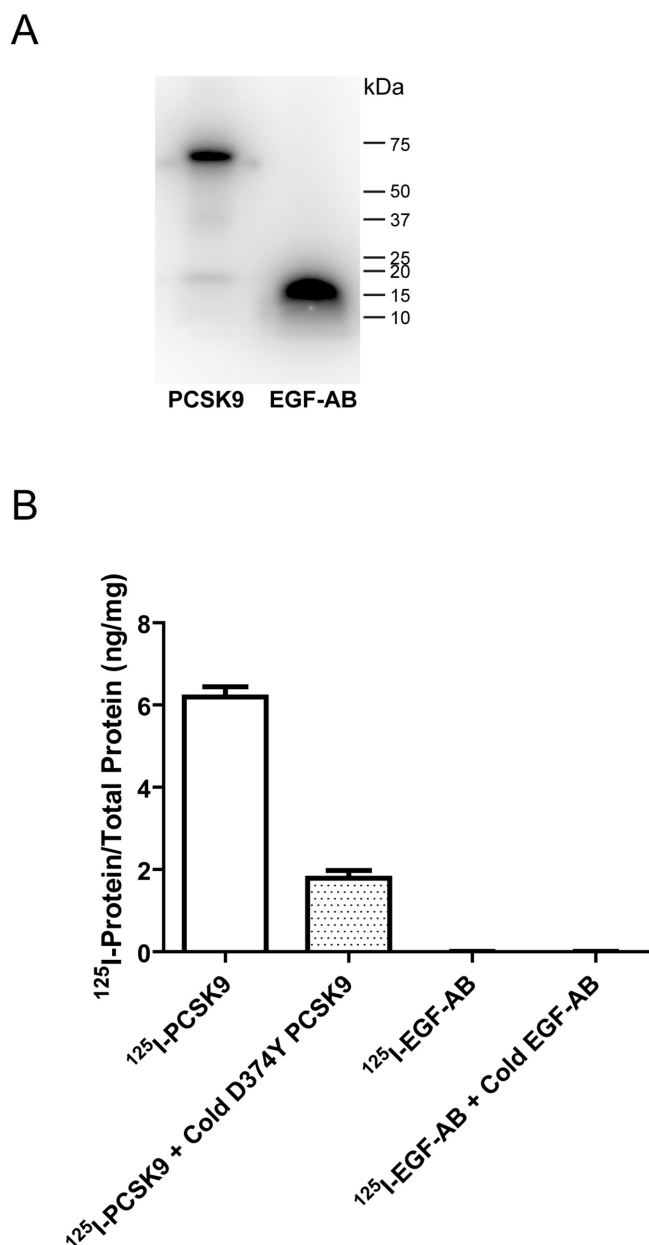 A
kDa
75
50
37
25
20
15
10
PCSK9 EGF-AB
B
¹²⁵I-Protein/Total Protein (ng/mg)
8
6
4
2
0
¹²⁵I-PCSK9
¹²⁵I-PCSK9 + Cold D374Y PCSK9
¹²⁵I-EGF-AB
¹²⁵I-EGF-AB + Cold EGF-AB